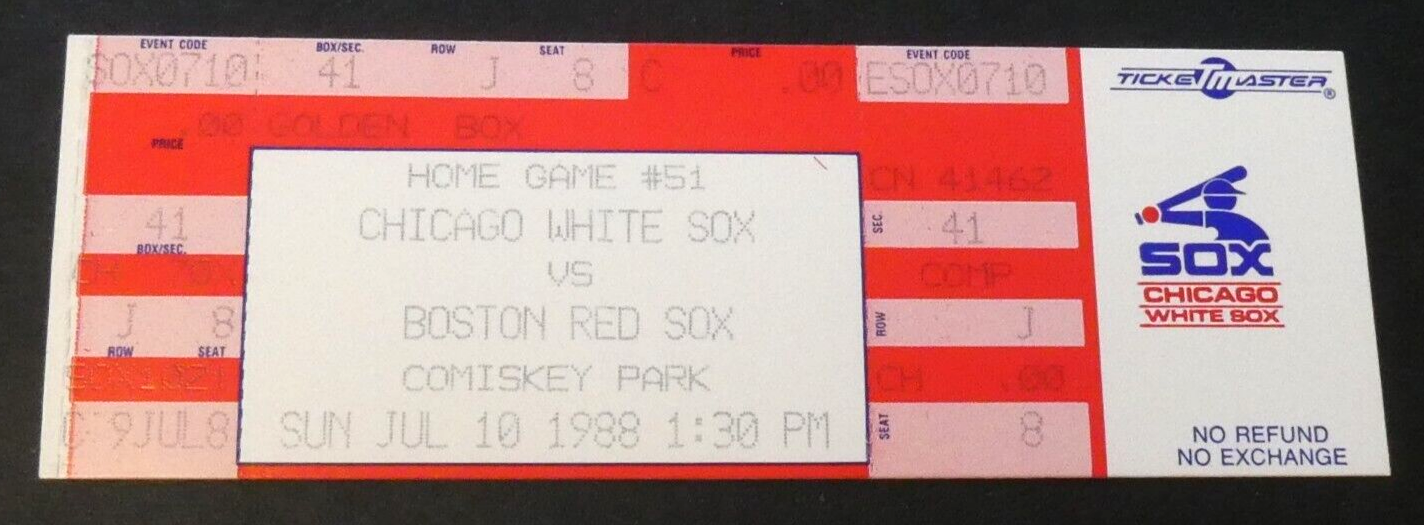 EVENT CODE BOX/SEC. ROW SEAT PRICE EVENT CODE
SOX0710 41 J 8 C .00 ESOX0710
.00 GOLDEN BOX
PRICE
HOME GAME #51
CHICAGO WHITE SOX
VS
BOSTON RED SOX
COMISKEY PARK
SUN JUL 10 1988 1:30 PM
41
BOX/SEC.
J 8
ROW SEAT
C 9JUL8
CN 41462
SEC. 41
COMP
ROW J
CH .00
SEAT 8
TICKETMASTER®
SOX
CHICAGO
WHITE SOX
NO REFUND
NO EXCHANGE